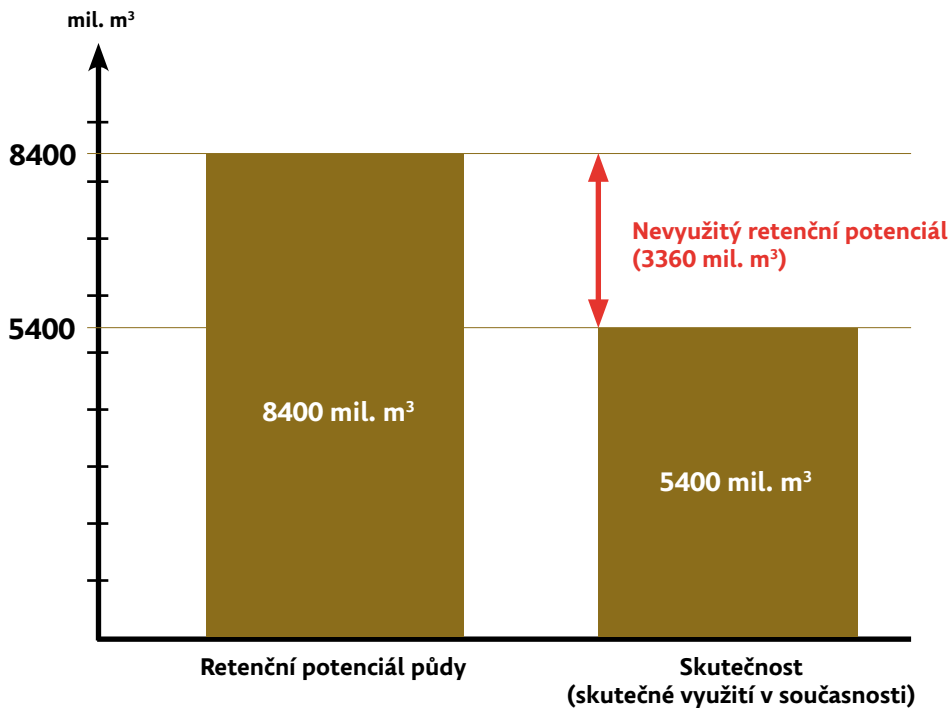 mil. m³
8400
5400
Nevyužitý retenční potenciál
(3360 mil. m³)
8400 mil. m³
5400 mil. m³
Retenční potenciál půdy
Skutečnost
(skutečné využití v současnosti)